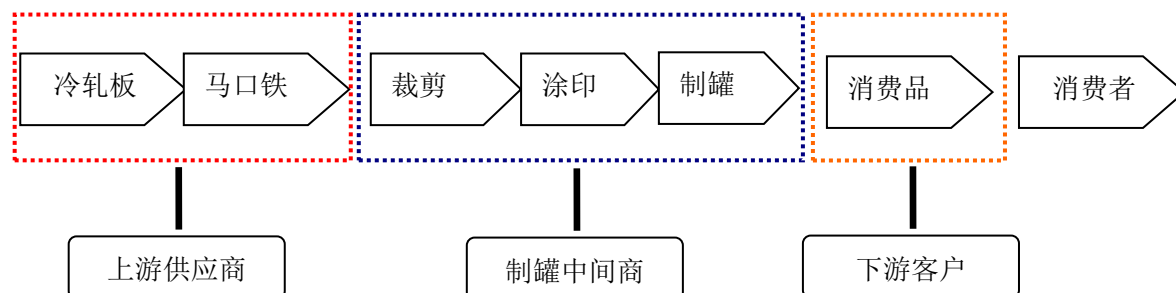 冷轧板
马口铁
裁剪
涂印
制罐
消费品
消费者
上游供应商
制罐中间商
下游客户